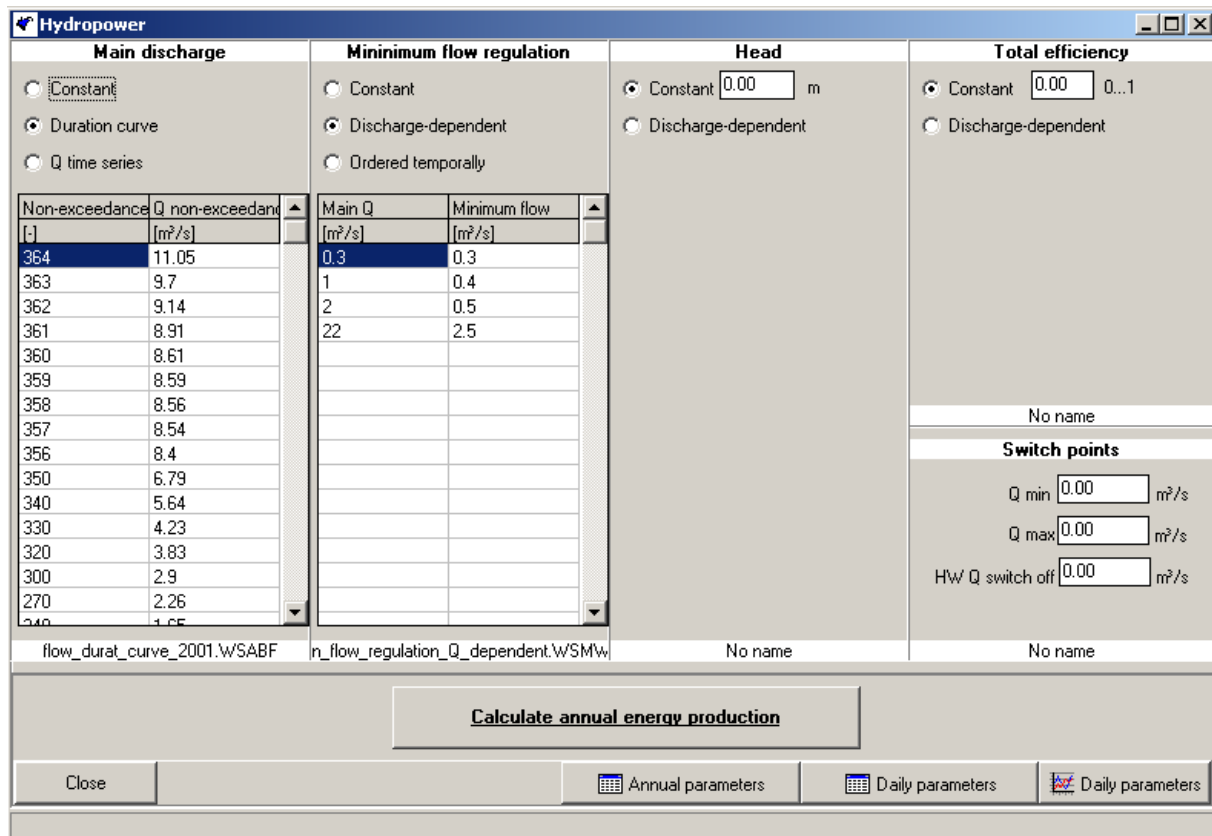 Hydropower
Main discharge
Constant
Duration curve
Q time series
Non-exceedance Q non-exceedanc
[-] [m³/s]
364 11.05
363 9.7
362 9.14
361 8.91
360 8.61
359 8.59
358 8.56
357 8.54
356 8.4
350 6.79
340 5.64
330 4.23
320 3.83
300 2.9
270 2.26
flow_durat_curve_2001.WSABF
Mininimum flow regulation
Constant
Discharge-dependent
Ordered temporally
Main Q Minimum flow
[m³/s] [m³/s]
0.3 0.3
1 0.4
2 0.5
22 2.5
n_flow_regulation_Q_dependent.WSMW
Head
Constant 0.00 m
Discharge-dependent
No name
Total efficiency
Constant 0.00 0...1
Discharge-dependent
No name
Switch points
Q min 0.00 m³/s
Q max 0.00 m³/s
HW Q switch off 0.00 m³/s
No name
Calculate annual energy production
Close
Annual parameters
Daily parameters
Daily parameters